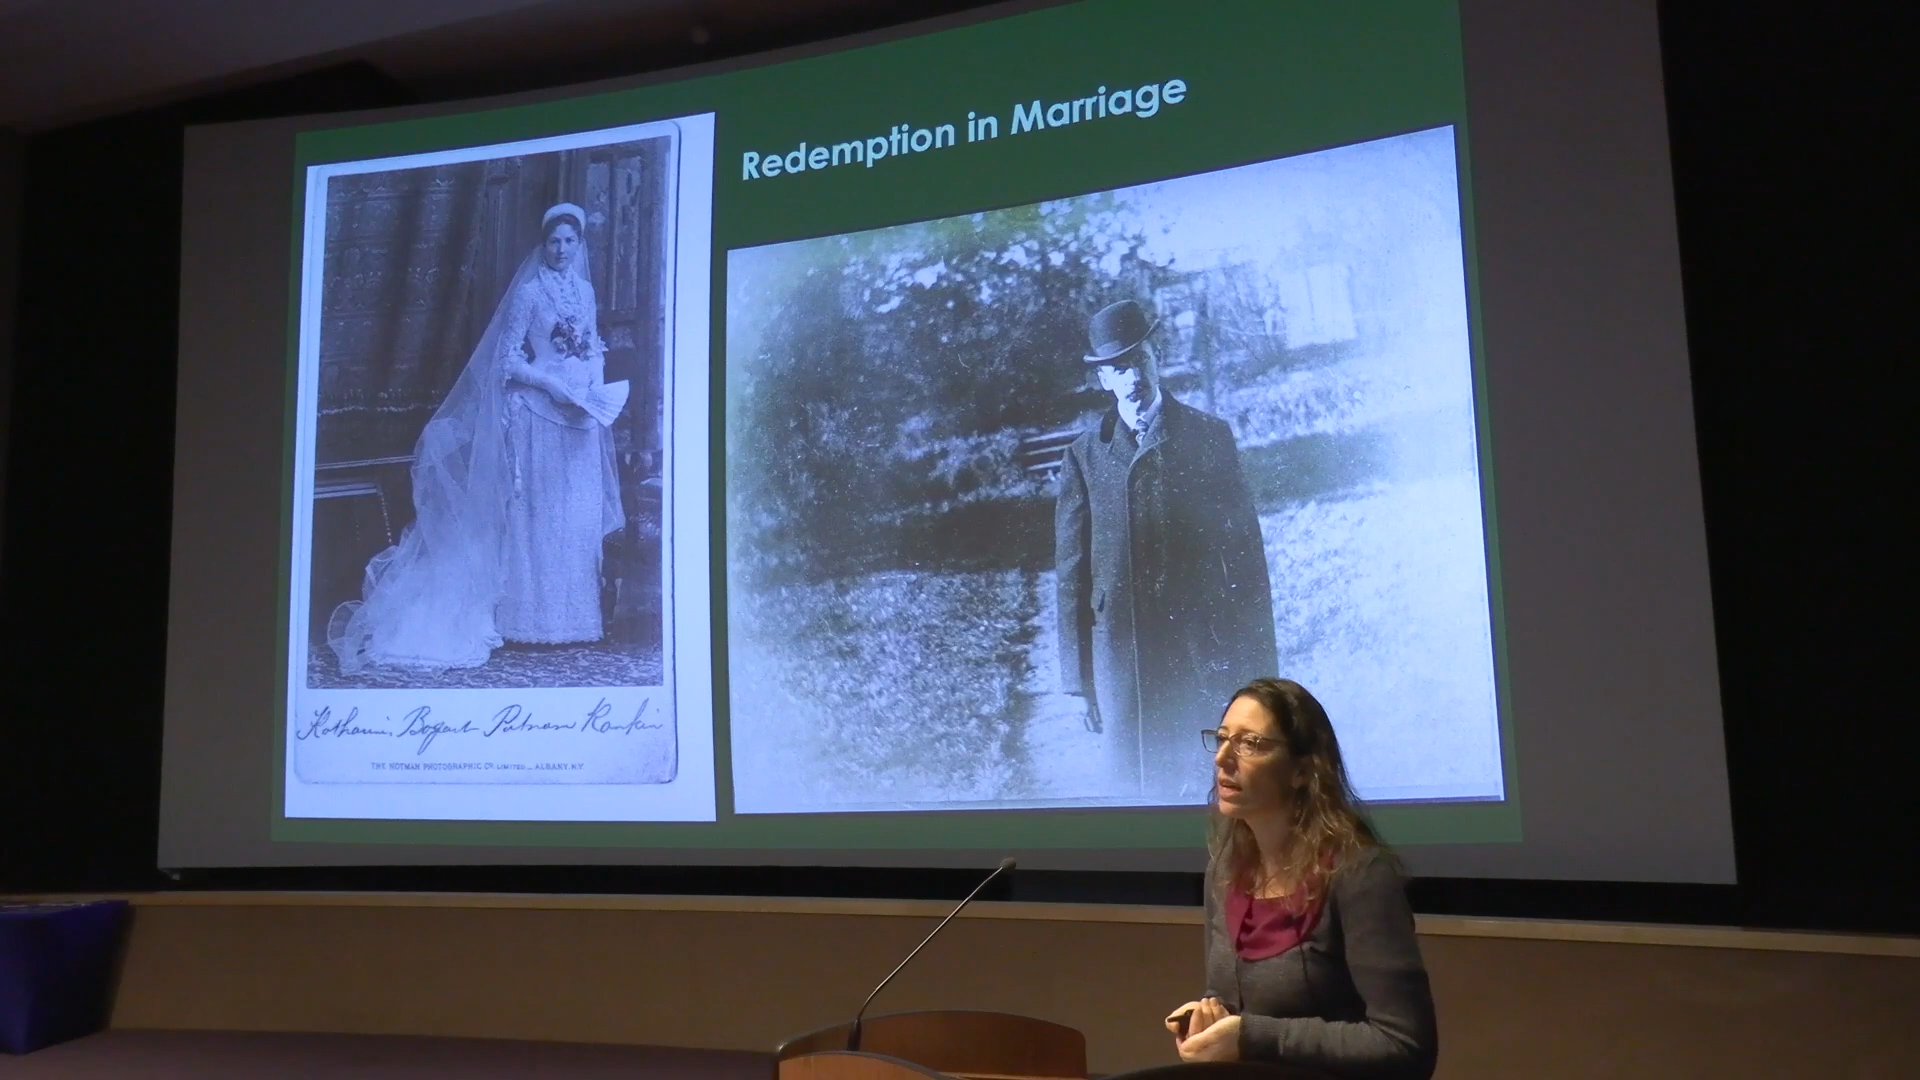 Redemption in Marriage
Katharine Bogart Putnam Rankin
THE NOTMAN PHOTOGRAPHIC CO. LIMITED., ALBANY. N.Y.